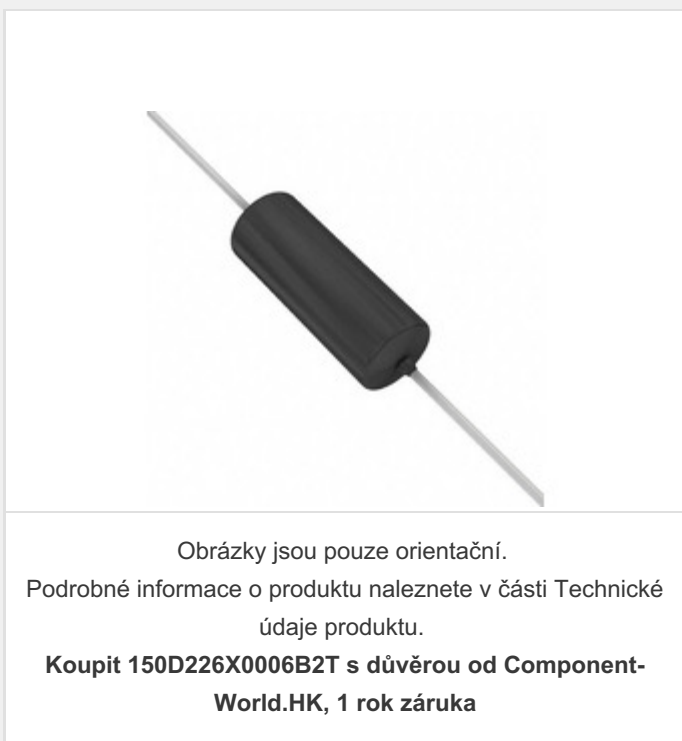 Obrázky jsou pouze orientační.
Podrobné informace o produktu naleznete v části Technické
údaje produktu.
Koupit 150D226X0006B2T s důvěrou od Component-
World.HK, 1 rok záruka